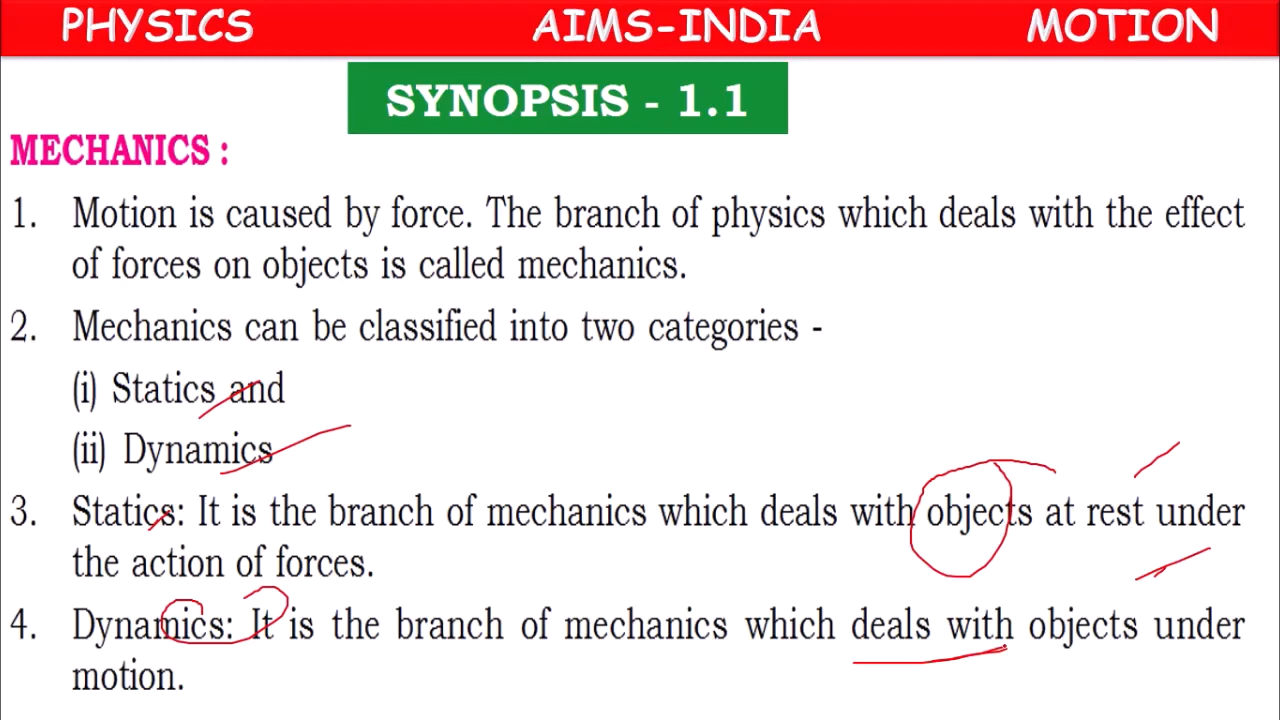 PHYSICS AIMS-INDIA MOTION
SYNOPSIS - 1.1
MECHANICS :
1. Motion is caused by force. The branch of physics which deals with the effect
of forces on objects is called mechanics.
2. Mechanics can be classified into two categories -
(i) Statics and
(ii) Dynamics
3. Statics: It is the branch of mechanics which deals with objects at rest under
the action of forces.
4. Dynamics: It is the branch of mechanics which deals with objects under
motion.